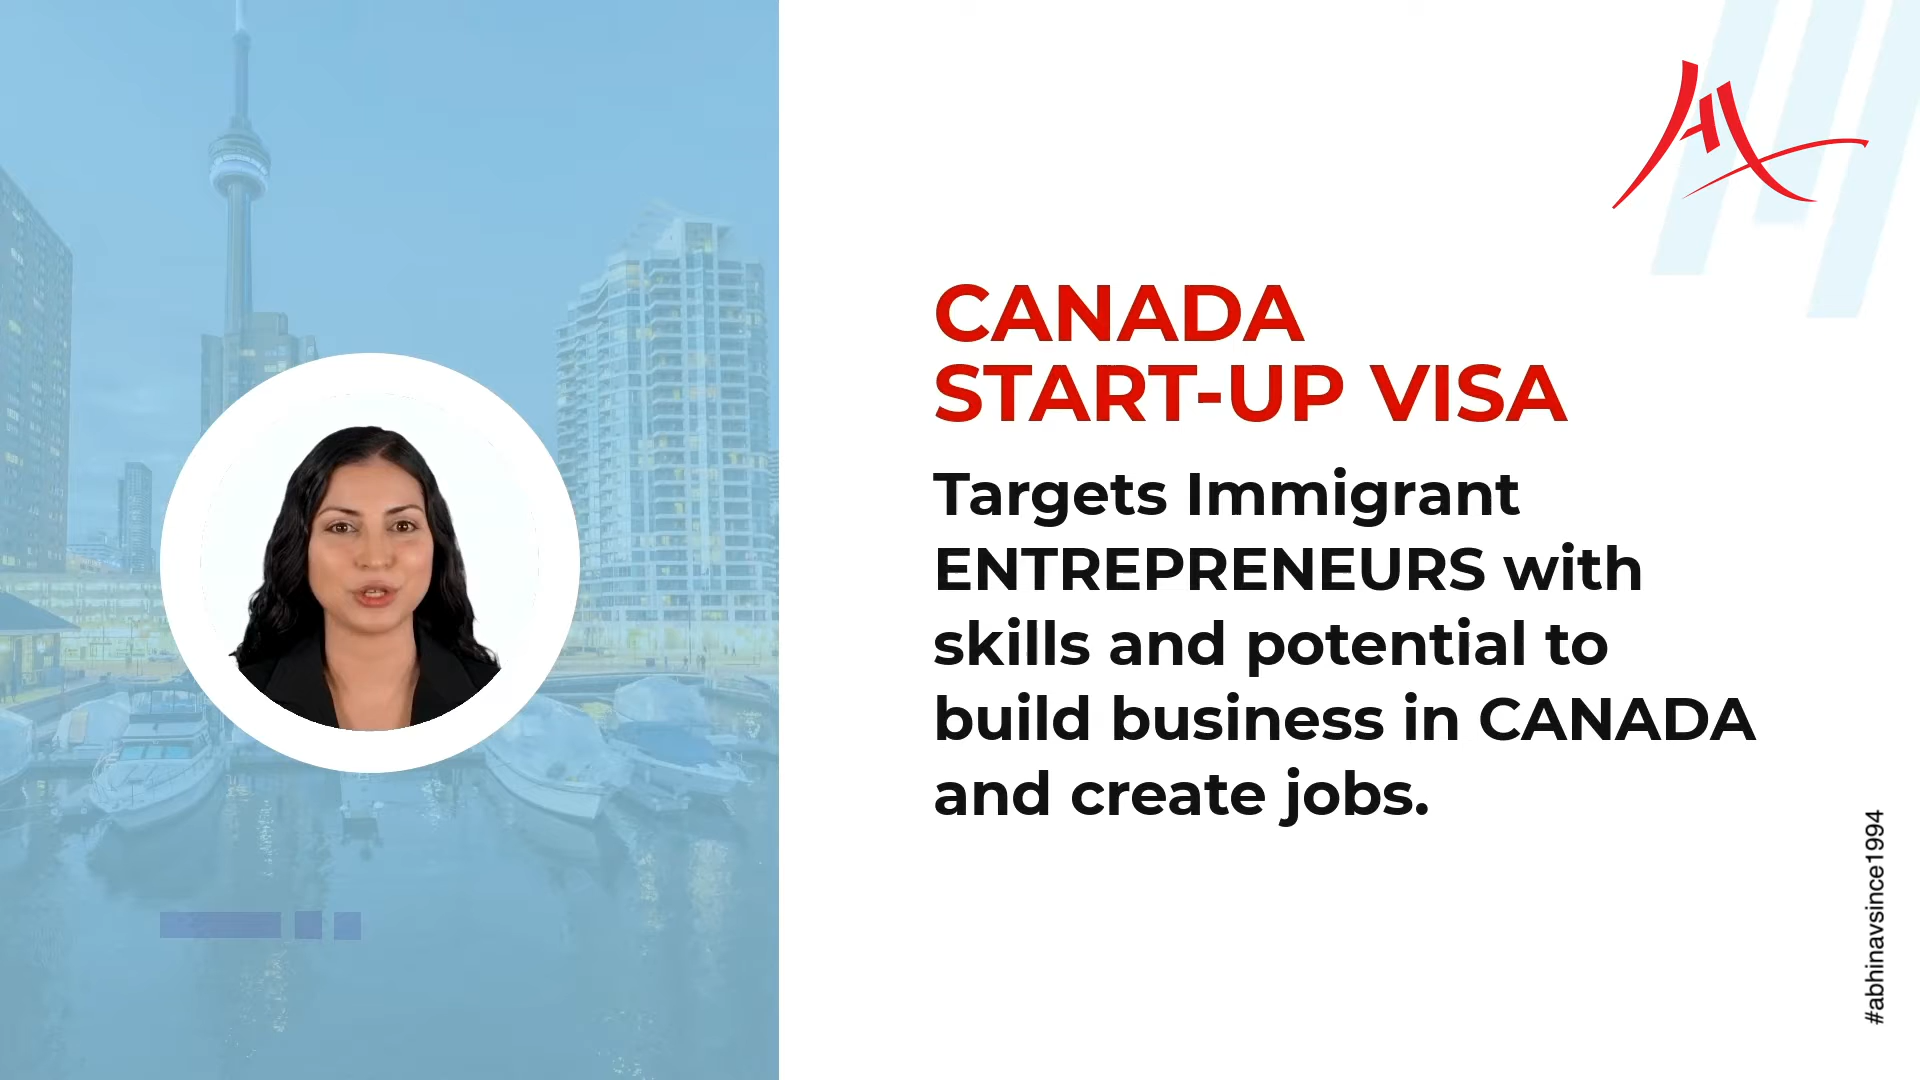 CANADA
START-UP VISA
Targets Immigrant
ENTREPRENEURS with
skills and potential to
build business in CANADA
and create jobs.
#abhinavsince1994